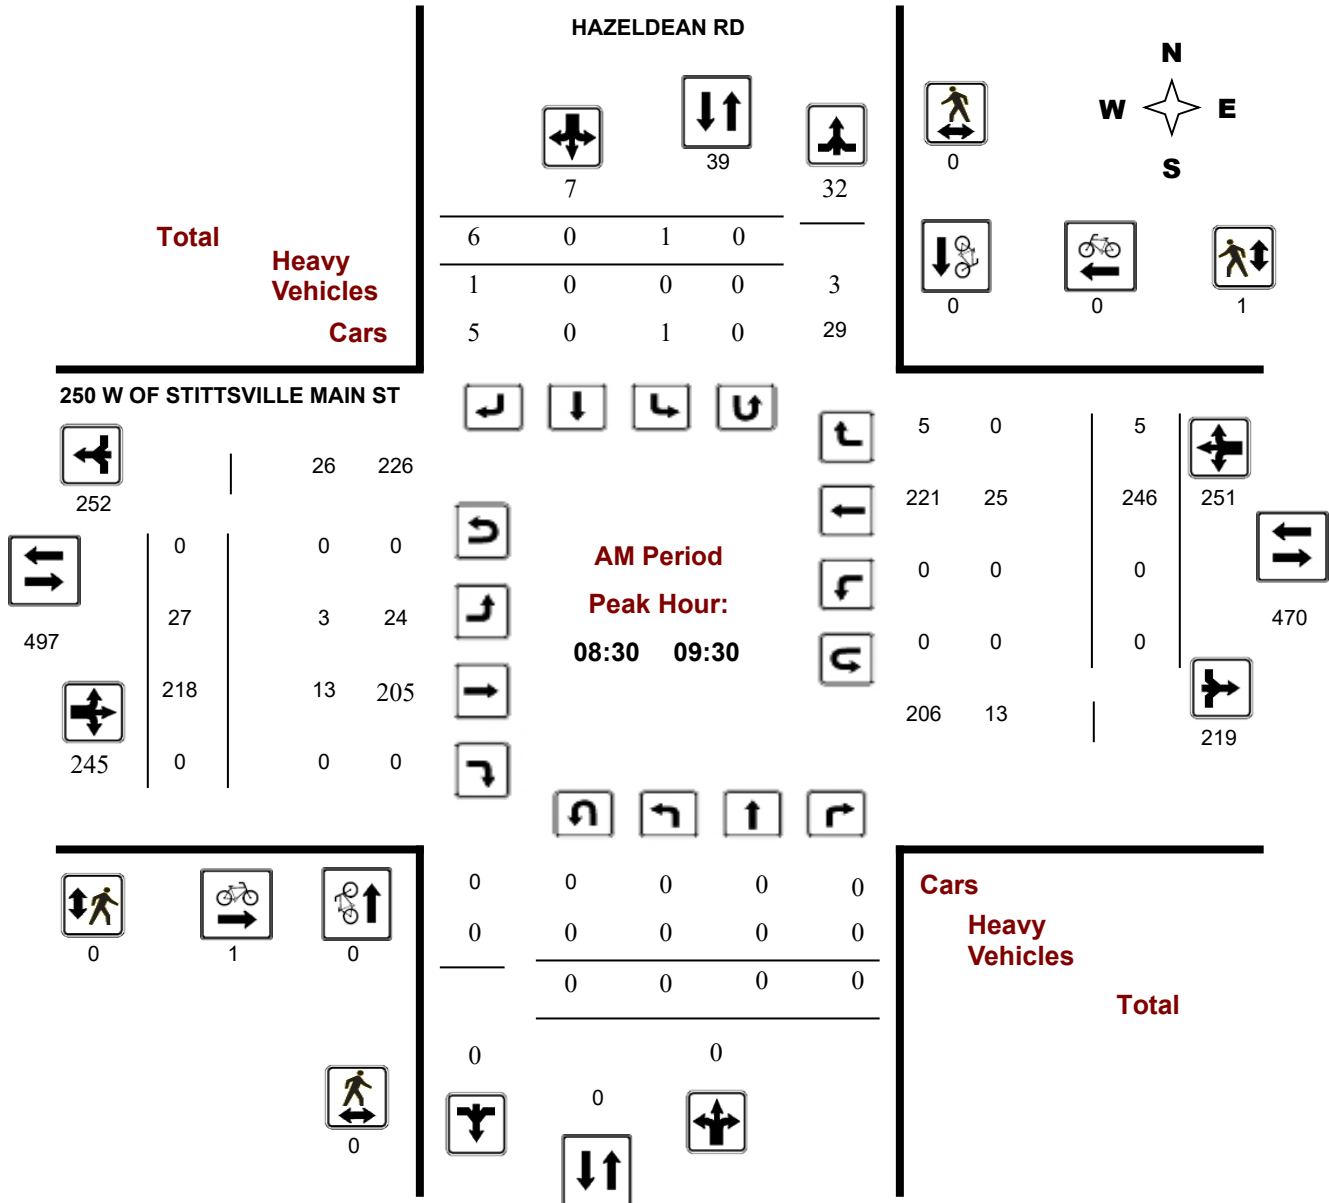 HAZELDEAN RD
N
W E
S
39
7
32
0
Total
6 0 1 0
Heavy
Vehicles
1 0 0 0 3
Cars
5 0 1 0 29
0 0 1
250 W OF STITTSVILLE MAIN ST
5 0 5
26 226
252
221 25 246 251
0 0 0
AM Period
0 0 0
27 3 24
Peak Hour:
470
497
08:30 09:30
0 0 0
218 13 205
206 13
219
245 0 0 0
0 0 0 0 0
Cars
0 0 0 0 0
Heavy
Vehicles
0 1 0
0 0 0 0
Total
0 0
0
0